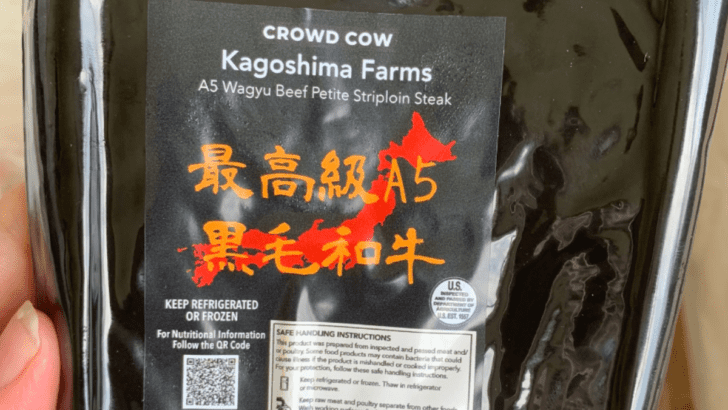 CROWD COW
Kagoshima Farms
A5 Wagyu Beef Petite Striploin Steak
最高級A5
黒毛和牛
U.S.
INSPECTED
AND PASSED BY
DEPARTMENT OF
AGRICULTURE
KEEP REFRIGERATED
OR FROZEN
For Nutritional Information
Follow the QR Code
SAFE HANDLING INSTRUCTIONS
This product was prepared from inspected and passed meat and/
or poultry. Some food products may contain bacteria that could
cause illness if the product is mishandled or cooked improperly.
For your protection, follow these safe handling instructions.
Keep refrigerated or frozen. Thaw in refrigerator
or microwave.
Keep raw meat and poultry separate from other foods.